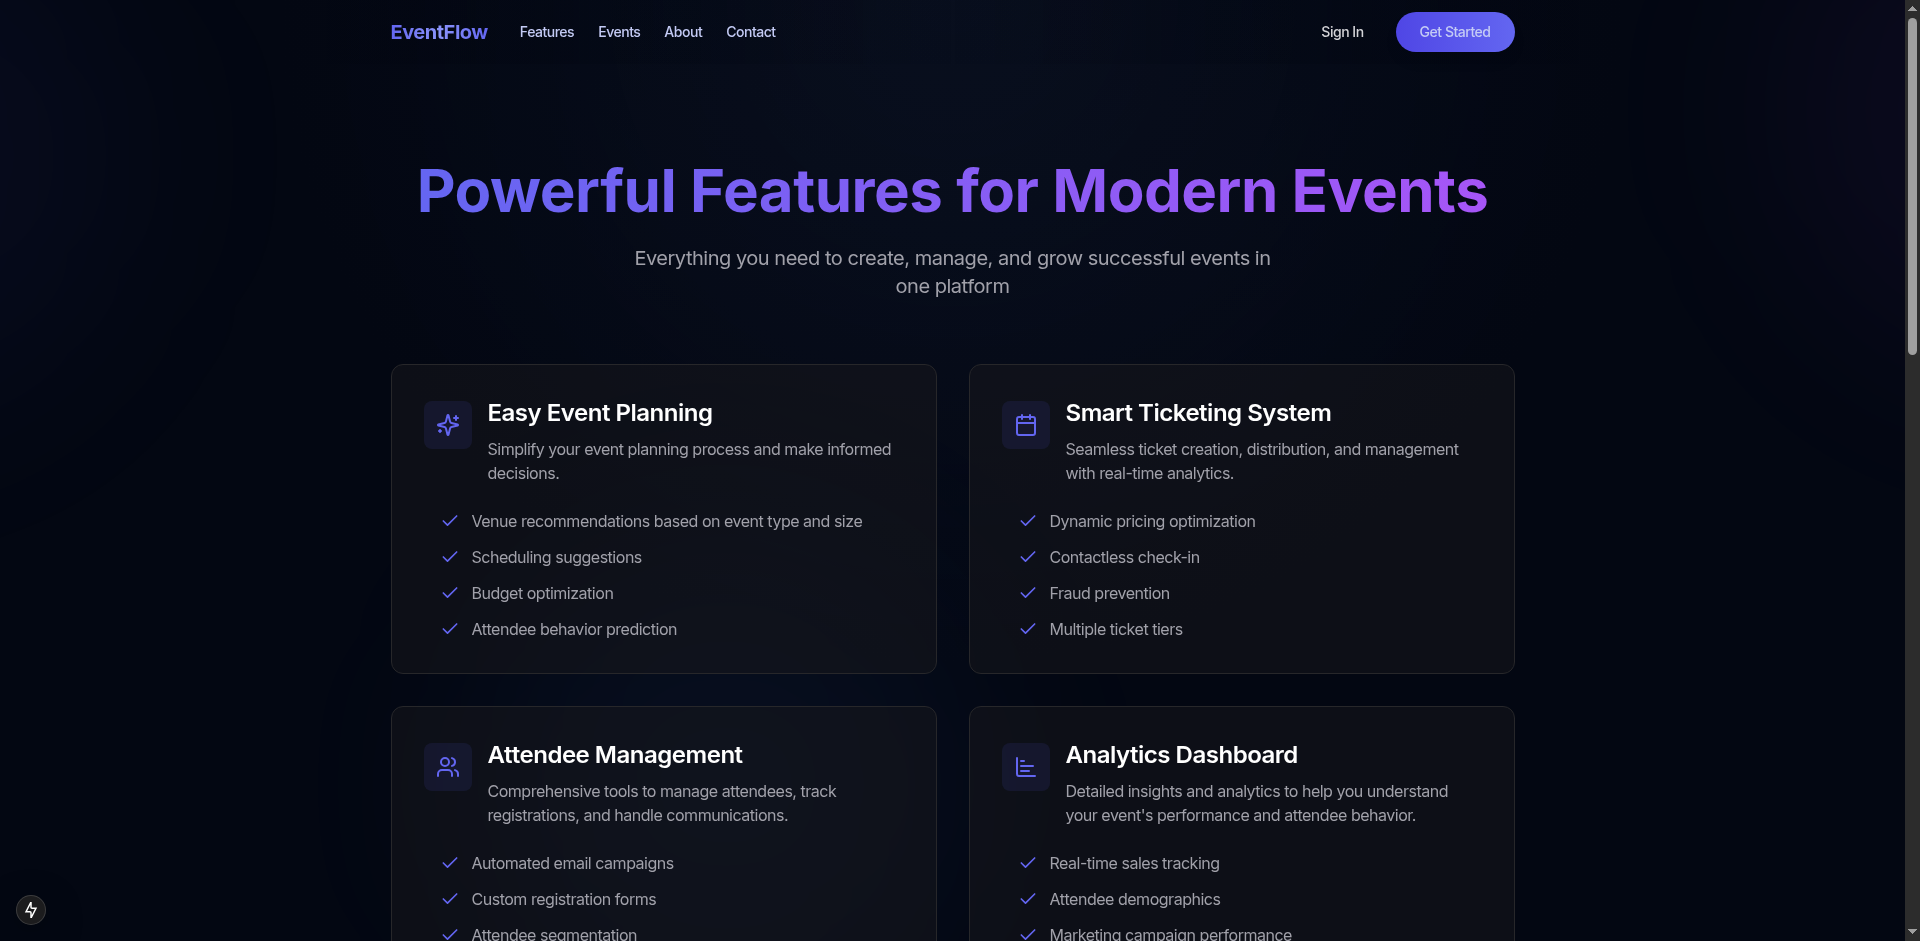 EventFlow
Features
Events
About
Contact
Sign In
Get Started
Powerful Features for Modern Events
Everything you need to create, manage, and grow successful events in
one platform
Easy Event Planning
Simplify your event planning process and make informed
decisions.
Venue recommendations based on event type and size
Scheduling suggestions
Budget optimization
Attendee behavior prediction
Smart Ticketing System
Seamless ticket creation, distribution, and management
with real-time analytics.
Dynamic pricing optimization
Contactless check-in
Fraud prevention
Multiple ticket tiers
Attendee Management
Comprehensive tools to manage attendees, track
registrations, and handle communications.
Automated email campaigns
Custom registration forms
Attendee segmentation
Analytics Dashboard
Detailed insights and analytics to help you understand
your event's performance and attendee behavior.
Real-time sales tracking
Attendee demographics
Marketing campaign performance